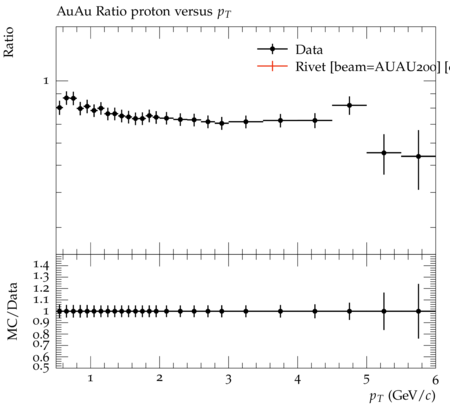 AuAu Ratio proton versus p_T
Ratio
Data
Rivet [beam=AUAU200] [
1
MC/Data
1.4
1.3
1.2
1.1
1
0.9
0.8
0.7
0.6
0.5
1 2 3 4 5 6
p_T (GeV/c)